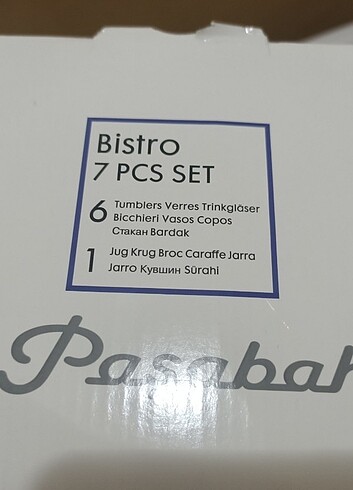 Bistro
7 PCS SET
6 Tumblers Verres Trinkgläser
Bicchieri Vasos Copos
Стакан Bardak
1 Jug Krug Broc Caraffe Jarra
Jarro Кувшин Sürahi
Paşabah